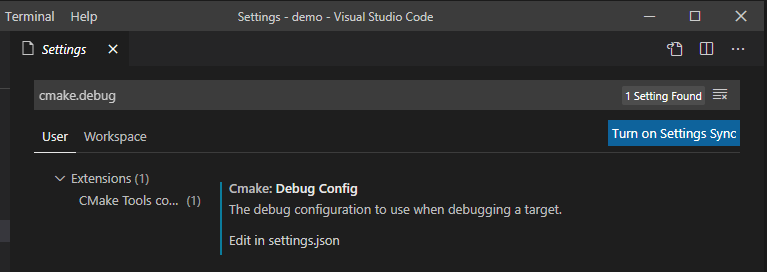 Terminal Help Settings - demo - Visual Studio Code
Settings
cmake.debug 1 Setting Found
User Workspace Turn on Settings Sync
Extensions (1)
CMake Tools co... (1)
Cmake: Debug Config
The debug configuration to use when debugging a target.
Edit in settings.json